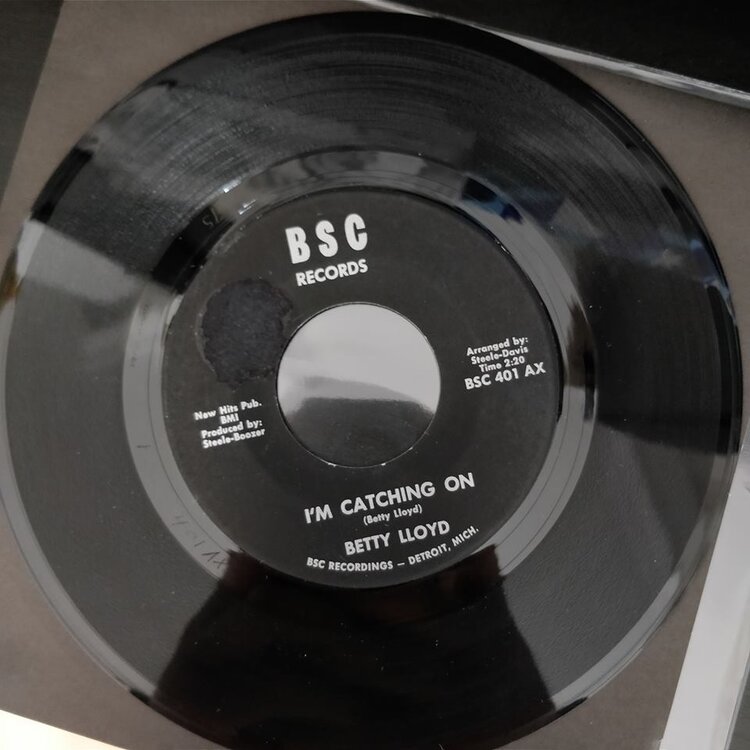 BSC
RECORDS
Arranged by:
Steele-Davis
Time 2:20
BSC 401 AX
New Hits Pub.
BMI
Produced by:
Steele-Boozer
I'M CATCHING ON
(Betty Lloyd)
BETTY LLOYD
BSC RECORDINGS — DETROIT, MICH.
401AX